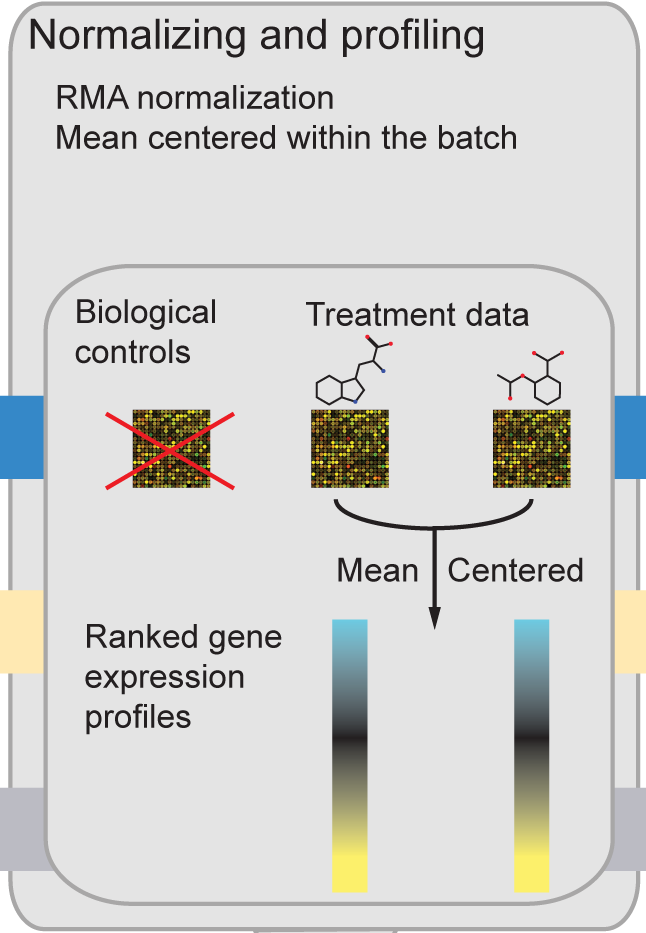 Normalizing and profiling
RMA normalization
Mean centered within the batch
Biological
controls
Treatment data
Mean Centered
Ranked gene
expression
profiles